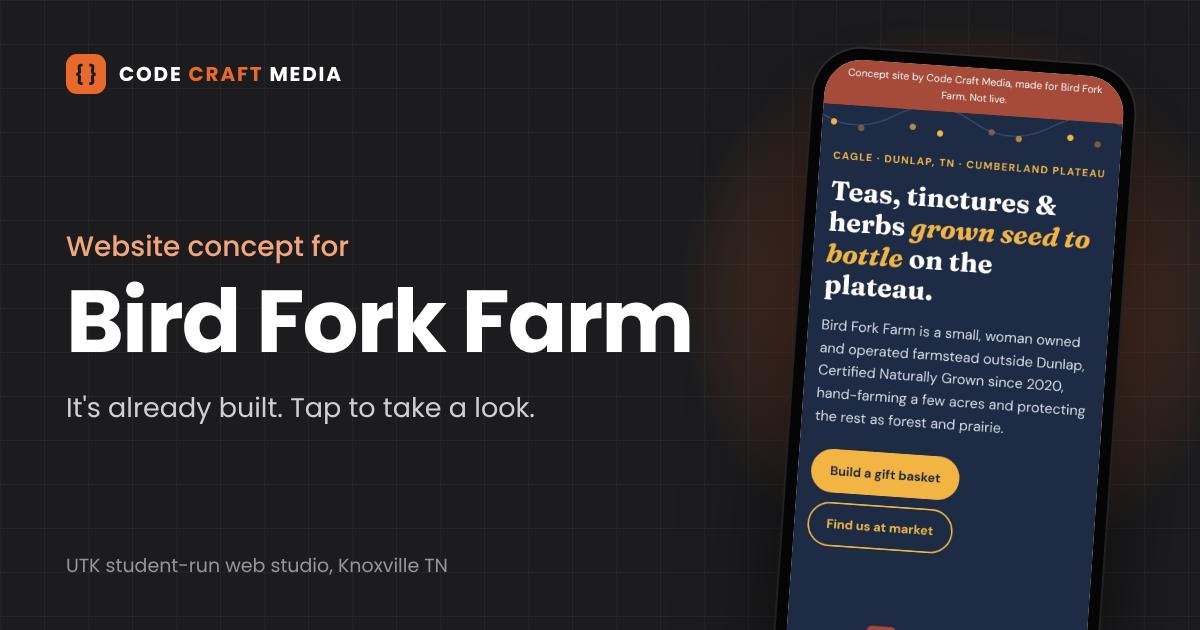 { } CODE CRAFT MEDIA
Website concept for
Bird Fork Farm
It's already built. Tap to take a look.
UTK student-run web studio, Knoxville TN
Concept site by Code Craft Media, made for Bird Fork
Farm. Not live.
CAGLE · DUNLAP, TN · CUMBERLAND PLATEAU
Teas, tinctures &
herbs grown seed to
bottle on the
plateau.
Bird Fork Farm is a small, woman owned
and operated farmstead outside Dunlap,
Certified Naturally Grown since 2020,
hand-farming a few acres and protecting
the rest as forest and prairie.
Build a gift basket
Find us at market